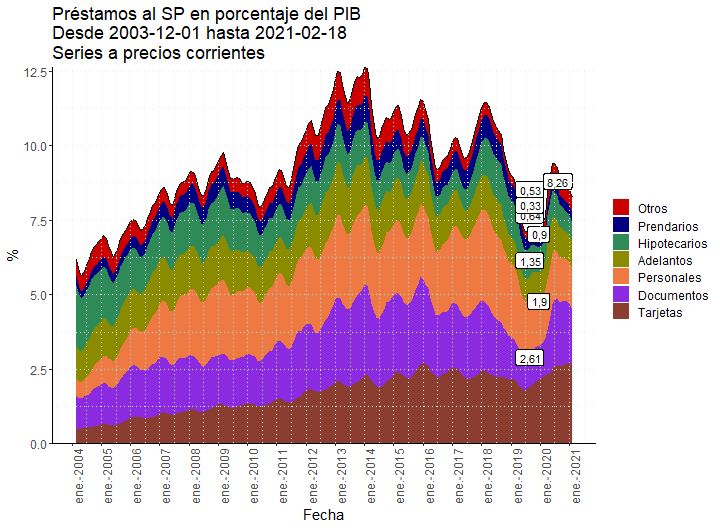 Préstamos al SP en porcentaje del PIB
Desde 2003-12-01 hasta 2021-02-18
Series a precios corrientes
%
12.5
10.0
7.5
5.0
2.5
0.0
8,26
0,53
0,33
0,64
0,9
1,35
1,9
2,61
Otros
Prendarios
Hipotecarios
Adelantos
Personales
Documentos
Tarjetas
ene.-2004
ene.-2005
ene.-2006
ene.-2007
ene.-2008
ene.-2009
ene.-2010
ene.-2011
ene.-2012
ene.-2013
ene.-2014
ene.-2015
ene.-2016
ene.-2017
ene.-2018
ene.-2019
ene.-2020
ene.-2021
Fecha